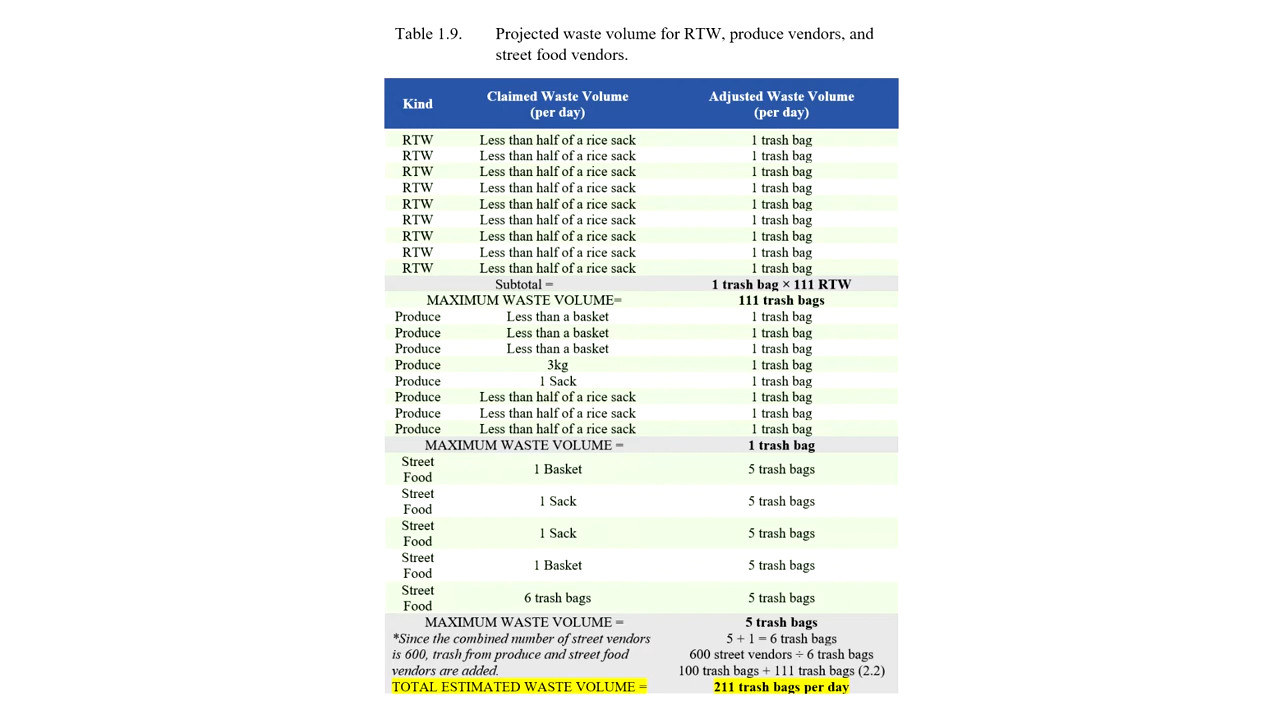 Table 1.9. Projected waste volume for RTW, produce vendors, and
street food vendors.
Kind Claimed Waste Volume (per day) Adjusted Waste Volume (per day)
RTW Less than half of a rice sack 1 trash bag
RTW Less than half of a rice sack 1 trash bag
RTW Less than half of a rice sack 1 trash bag
RTW Less than half of a rice sack 1 trash bag
RTW Less than half of a rice sack 1 trash bag
RTW Less than half of a rice sack 1 trash bag
RTW Less than half of a rice sack 1 trash bag
RTW Less than half of a rice sack 1 trash bag
RTW Less than half of a rice sack 1 trash bag
Subtotal = 1 trash bag × 111 RTW
MAXIMUM WASTE VOLUME= 111 trash bags
Produce Less than a basket 1 trash bag
Produce Less than a basket 1 trash bag
Produce Less than a basket 1 trash bag
Produce 3kg 1 trash bag
Produce 1 Sack 1 trash bag
Produce Less than half of a rice sack 1 trash bag
Produce Less than half of a rice sack 1 trash bag
Produce Less than half of a rice sack 1 trash bag
MAXIMUM WASTE VOLUME = 1 trash bag
Street Food 1 Basket 5 trash bags
Street Food 1 Sack 5 trash bags
Street Food 1 Sack 5 trash bags
Street Food 1 Basket 5 trash bags
Street Food 6 trash bags 5 trash bags
MAXIMUM WASTE VOLUME = 5 trash bags
*Since the combined number of street vendors 5 + 1 = 6 trash bags
is 600, trash from produce and street food 600 street vendors ÷ 6 trash bags
vendors are added. 100 trash bags + 111 trash bags (2.2)
TOTAL ESTIMATED WASTE VOLUME = 211 trash bags per day